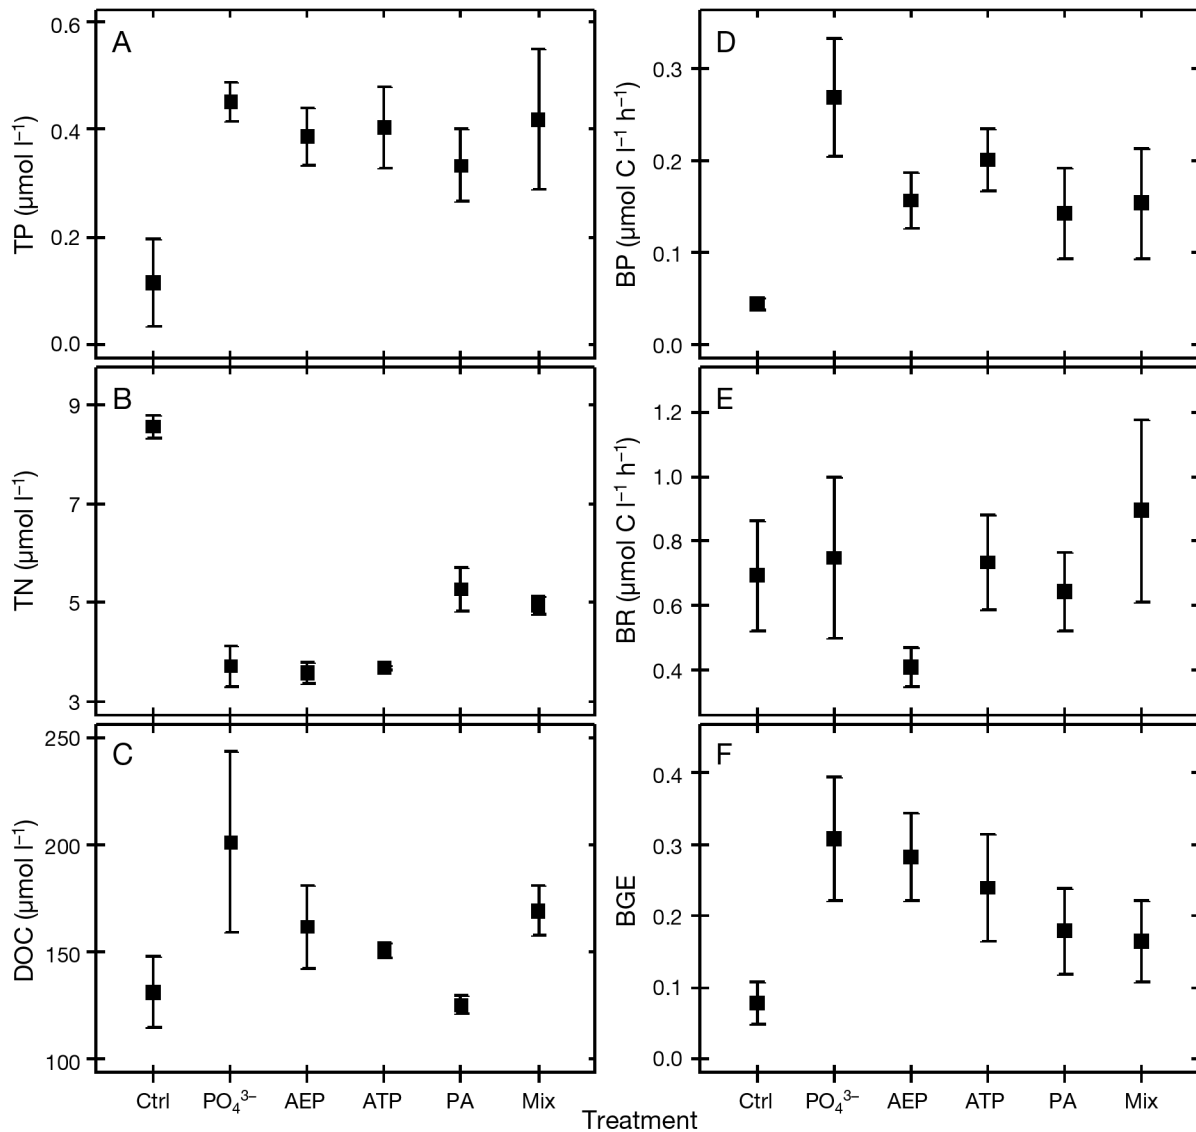 A
TP (µmol l⁻¹)
0.6
0.4
0.2
0.0
B
TN (µmol l⁻¹)
9
7
5
3
C
DOC (µmol l⁻¹)
250
200
150
100
Ctrl PO₄³⁻ AEP ATP PA Mix
D
BP (µmol C l⁻¹ h⁻¹)
0.3
0.2
0.1
0.0
E
BR (µmol C l⁻¹ h⁻¹)
1.2
1.0
0.8
0.6
0.4
F
BGE
0.4
0.3
0.2
0.1
0.0
Ctrl PO₄³⁻ AEP ATP PA Mix
Treatment